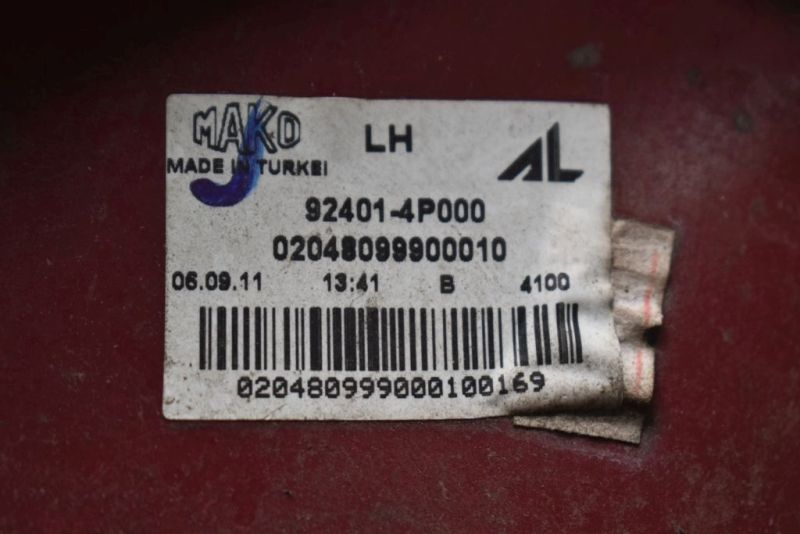 MAKO LH AL
MADE IN TURKEI
92401-4P000
02048099900010
06.09.11 13:41 B 4100
020480999000100169